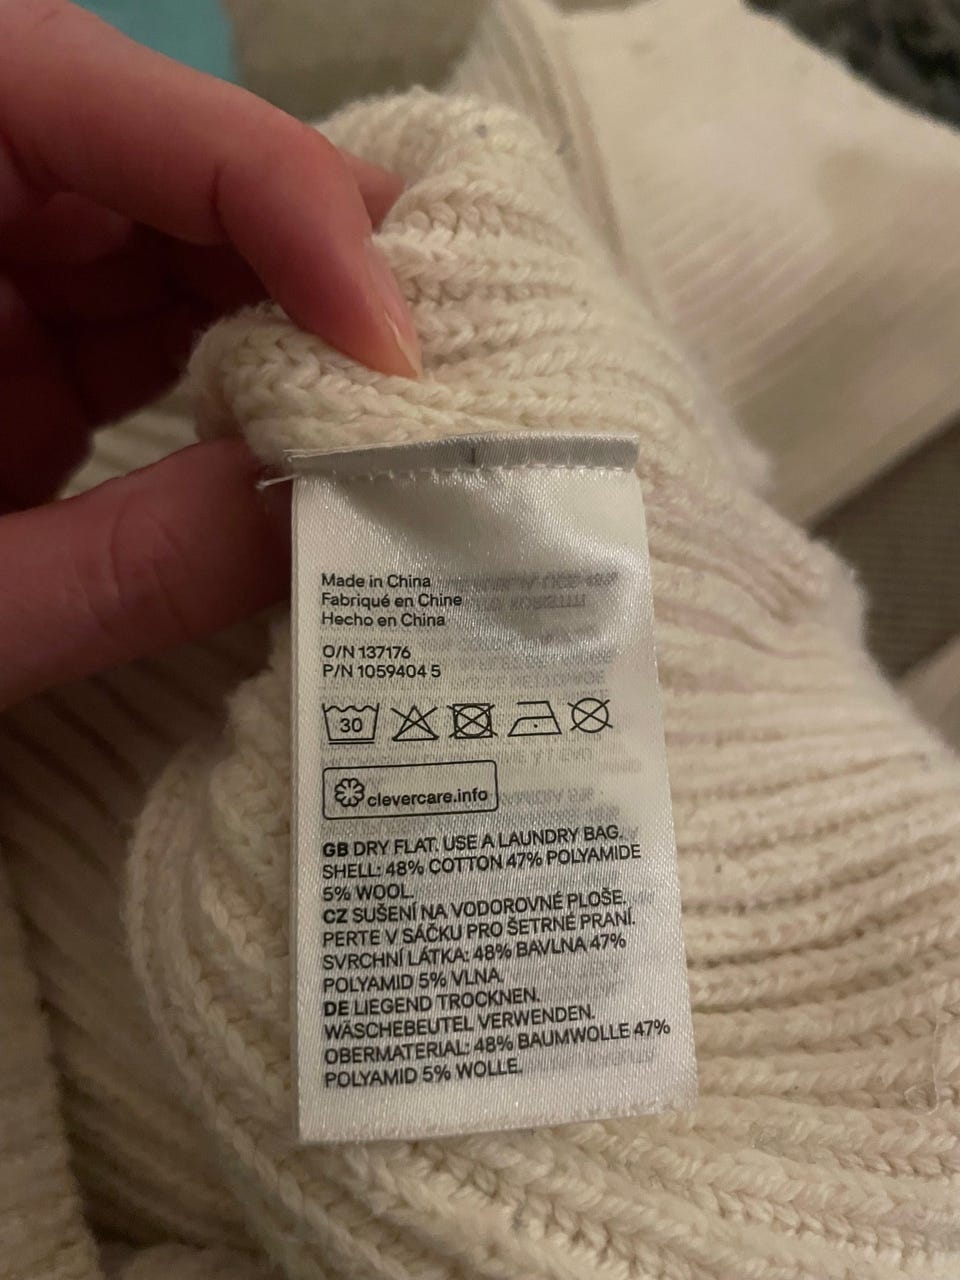 Made in China
Fabriqué en Chine
Hecho en China
O/N 137176
P/N 1059404 5
30
clevercare.info
GB DRY FLAT. USE A LAUNDRY BAG.
SHELL: 48% COTTON 47% POLYAMIDE
5% WOOL.
CZ SUŠENÍ NA VODOROVNÉ PLOŠE.
PERTE V SÁČKU PRO ŠETRNÉ PRANÍ.
SVRCHNÍ LÁTKA: 48% BAVLNA 47%
POLYAMID 5% VLNA.
DE LIEGEND TROCKNEN.
WÄSCHEBEUTEL VERWENDEN.
OBERMATERIAL: 48% BAUMWOLLE 47%
POLYAMID 5% WOLLE.